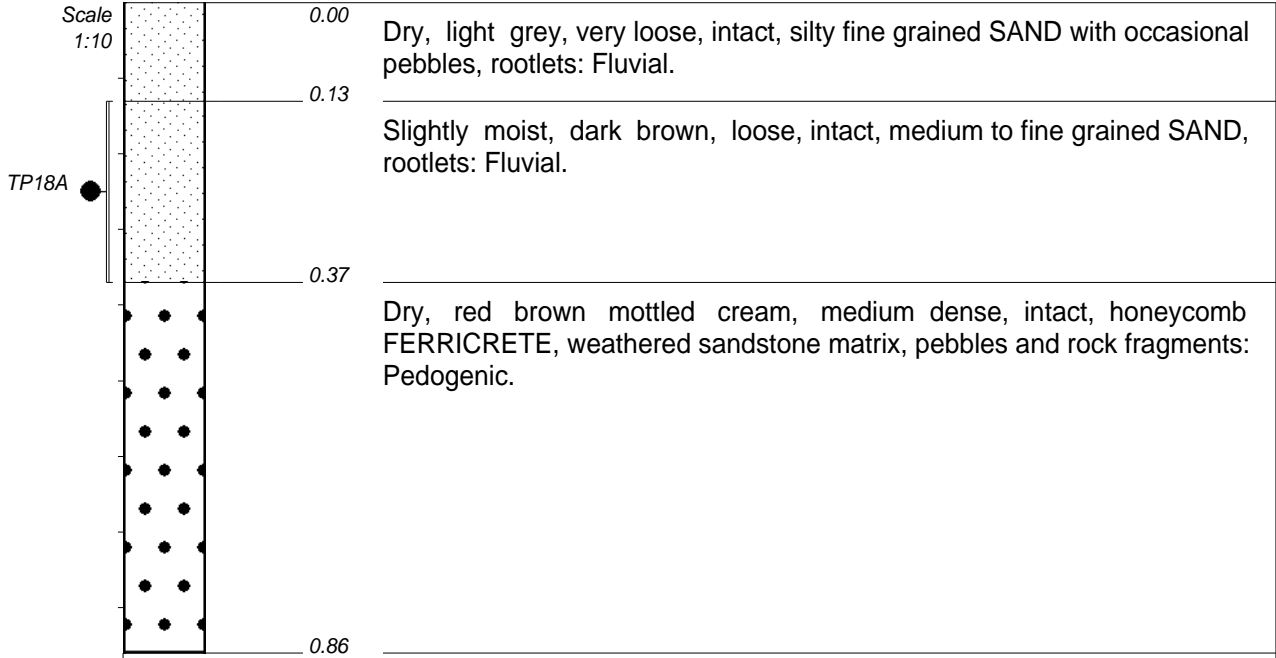 Scale
1:10
0.00
Dry, light grey, very loose, intact, silty fine grained SAND with occasional
pebbles, rootlets: Fluvial.
0.13
Slightly moist, dark brown, loose, intact, medium to fine grained SAND,
rootlets: Fluvial.
TP18A
0.37
Dry, red brown mottled cream, medium dense, intact, honeycomb
FERRICRETE, weathered sandstone matrix, pebbles and rock fragments:
Pedogenic.
0.86